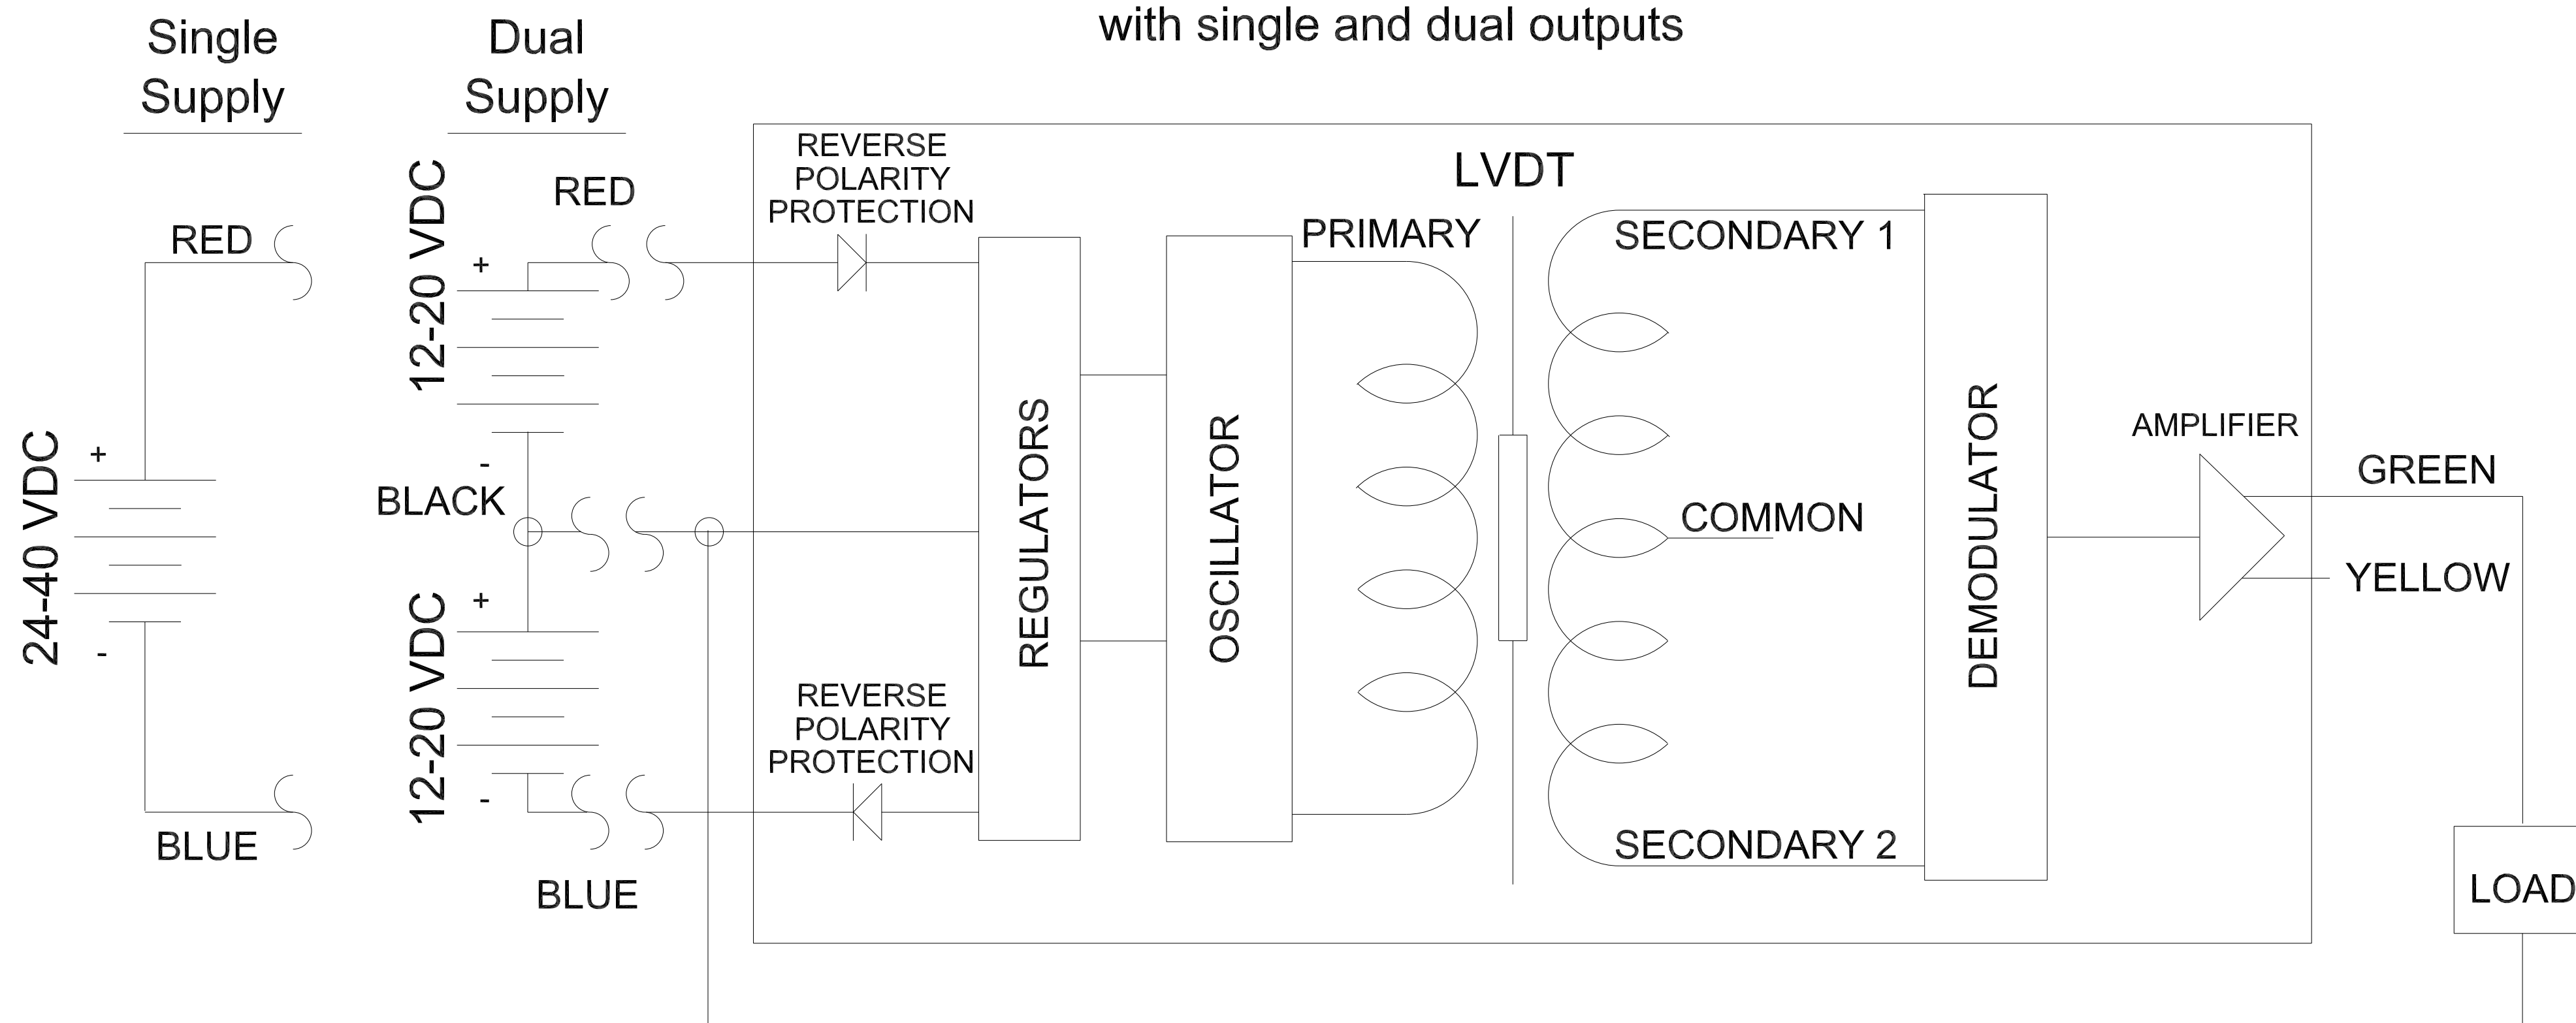 with single and dual outputs
Single
Supply
Dual
Supply
24-40 VDC
+
-
RED
BLUE
12-20 VDC
+
-
RED
BLACK
12-20 VDC
+
-
BLUE
REVERSE
POLARITY
PROTECTION
REVERSE
POLARITY
PROTECTION
REGULATORS
OSCILLATOR
LVDT
PRIMARY
SECONDARY 1
COMMON
SECONDARY 2
DEMODULATOR
AMPLIFIER
GREEN
YELLOW
LOAD